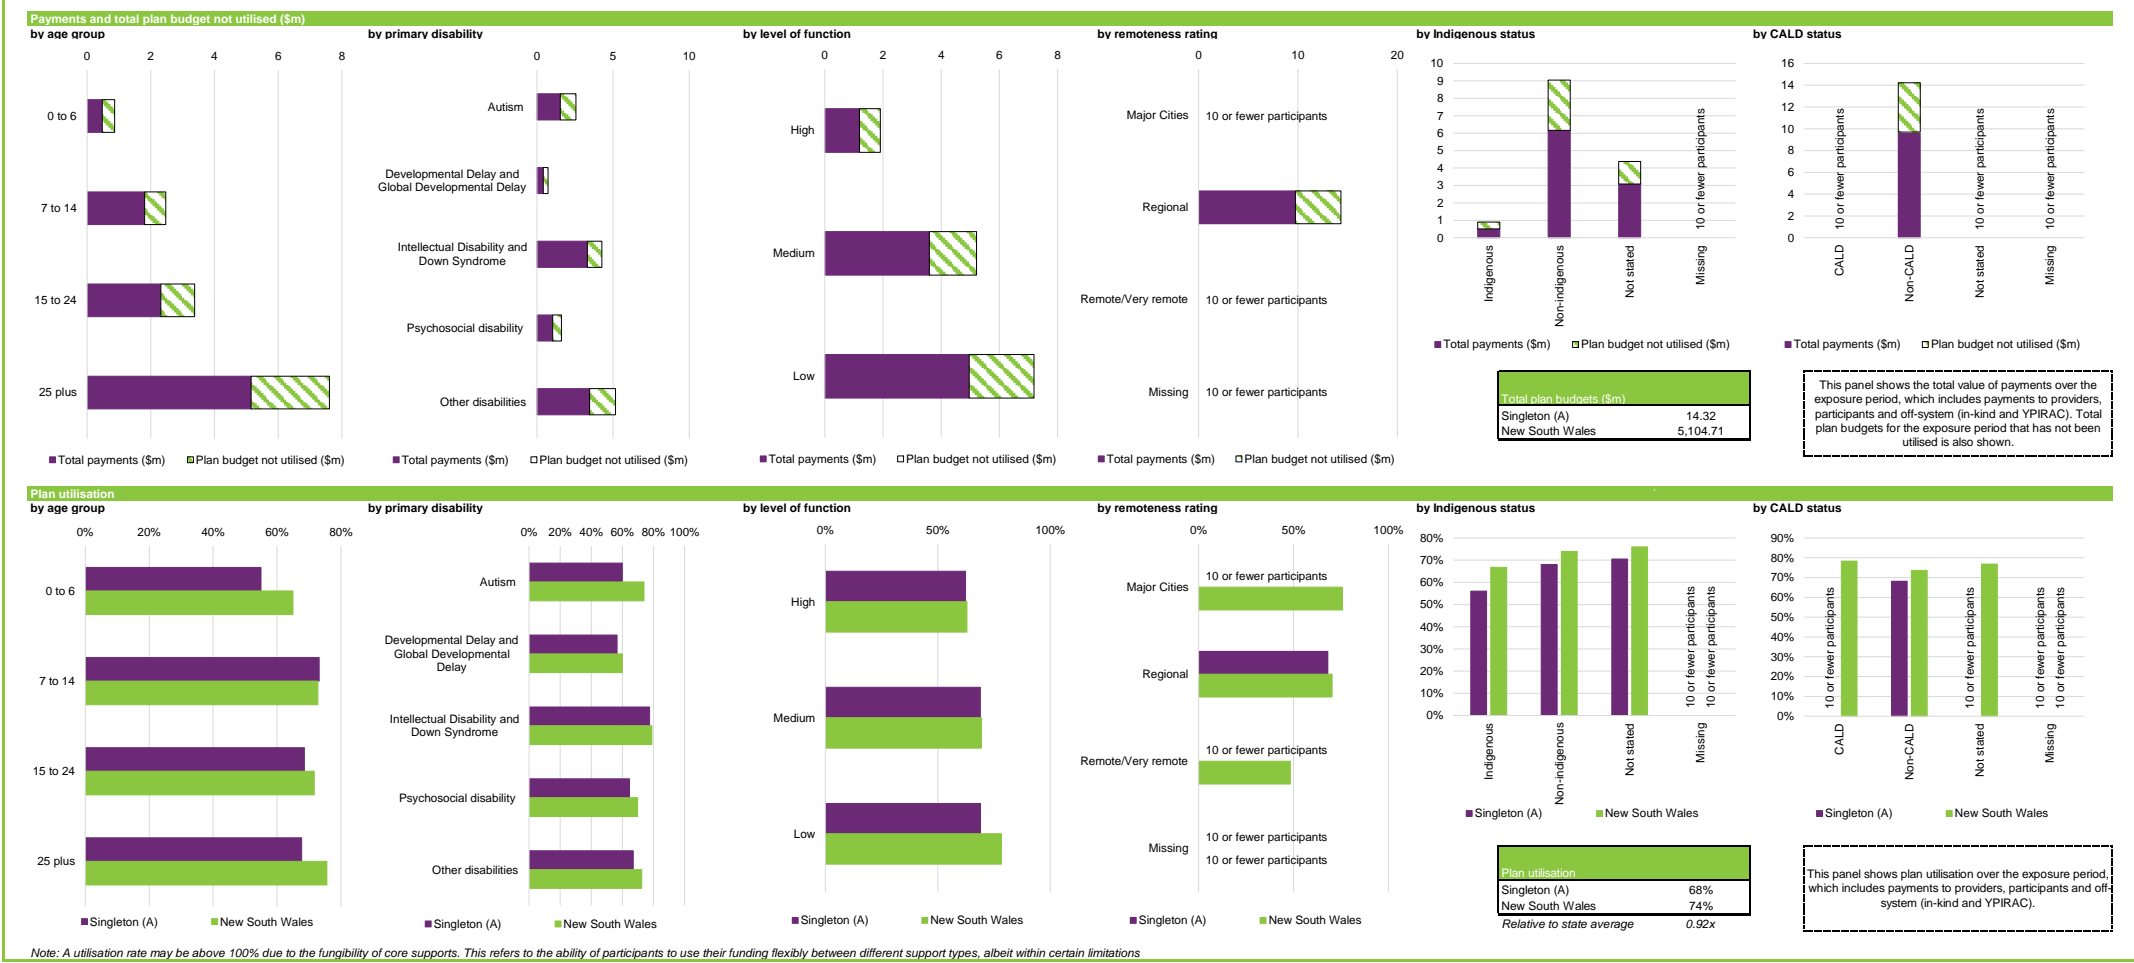 Payments and total plan budget not utilised ($m)
by age group
0 2 4 6 8
0 to 6
7 to 14
15 to 24
25 plus
Total payments ($m) Plan budget not utilised ($m)
by primary disability
0 5 10
Autism
Developmental Delay and
Global Developmental Delay
Intellectual Disability and
Down Syndrome
Psychosocial disability
Other disabilities
Total payments ($m) Plan budget not utilised ($m)
by level of function
0 2 4 6 8
High
Medium
Low
Total payments ($m) Plan budget not utilised ($m)
by remoteness rating
0 10 20
Major Cities 10 or fewer participants
Regional
Remote/Very remote 10 or fewer participants
Missing 10 or fewer participants
Total payments ($m) Plan budget not utilised ($m)
by Indigenous status
10
9
8
7
6
5
4
3
2
1
0
10 or fewer participants
Indigenous
Non-indigenous
Not stated
Missing
Total payments ($m) Plan budget not utilised ($m)
by CALD status
16
14
12
10
8
6
4
2
0
10 or fewer participants
10 or fewer participants
10 or fewer participants
CALD
Non-CALD
Not stated
Missing
Total payments ($m) Plan budget not utilised ($m)
Total plan budgets ($m)
Singleton (A) 14.32
New South Wales 5,104.71
This panel shows the total value of payments over the
exposure period, which includes payments to providers,
participants and off-system (in-kind and YPIRAC). Total
plan budgets for the exposure period that has not been
utilised is also shown.
Plan utilisation
by age group
0% 20% 40% 60% 80%
0 to 6
7 to 14
15 to 24
25 plus
Singleton (A) New South Wales
by primary disability
0% 20% 40% 60% 80% 100%
Autism
Developmental Delay and
Global Developmental
Delay
Intellectual Disability and
Down Syndrome
Psychosocial disability
Other disabilities
Singleton (A) New South Wales
by level of function
0% 50% 100%
High
Medium
Low
Singleton (A) New South Wales
by remoteness rating
0% 50% 100%
10 or fewer participants
Major Cities
Regional
10 or fewer participants
Remote/Very remote
10 or fewer participants
Missing
10 or fewer participants
Singleton (A) New South Wales
by Indigenous status
80%
70%
60%
50%
40%
30%
20%
10%
0%
10 or fewer participants
10 or fewer participants
Indigenous
Non-indigenous
Not stated
Missing
Singleton (A) New South Wales
by CALD status
90%
80%
70%
60%
50%
40%
30%
20%
10%
0%
10 or fewer participants
10 or fewer participants
10 or fewer participants
10 or fewer participants
CALD
Non-CALD
Not stated
Missing
Singleton (A) New South Wales
Plan utilisation
Singleton (A) 68%
New South Wales 74%
Relative to state average 0.92x
This panel shows plan utilisation over the exposure period,
which includes payments to providers, participants and off-
system (in-kind and YPIRAC).
Note: A utilisation rate may be above 100% due to the fungibility of core supports. This refers to the ability of participants to use their funding flexibly between different support types, albeit within certain limitations